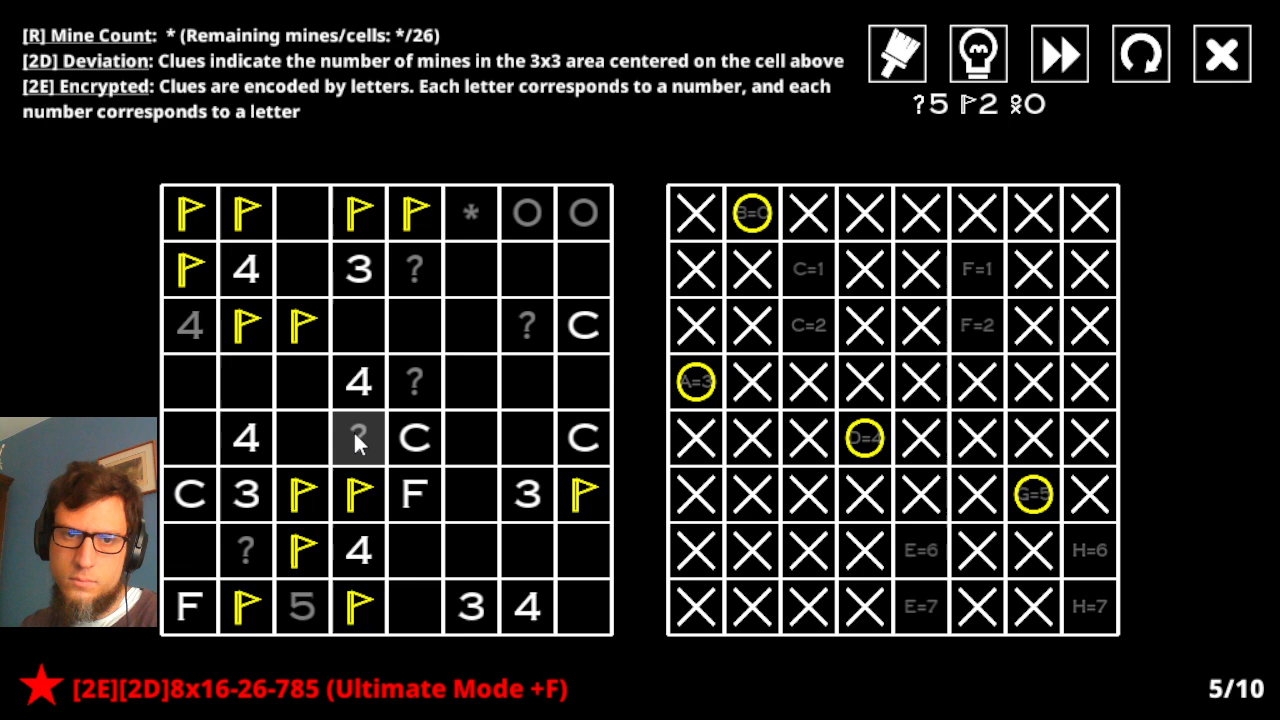 [R] Mine Count:  * (Remaining mines/cells: */26)
[2D] Deviation: Clues indicate the number of mines in the 3x3 area centered on the cell above
[2E] Encrypted: Clues are encoded by letters. Each letter corresponds to a number, and each
number corresponds to a letter
?5 2 0
* O O
4 3 ?
4 ? C
4 ?
4 ? C C
C 3 F 3
? 4
F 5 3 4
B=0
C=1 F=1
C=2 F=2
A=3
D=4
G=5
E=6 H=6
E=7 H=7
[2E][2D]8x16-26-785 (Ultimate Mode +F)
5/10